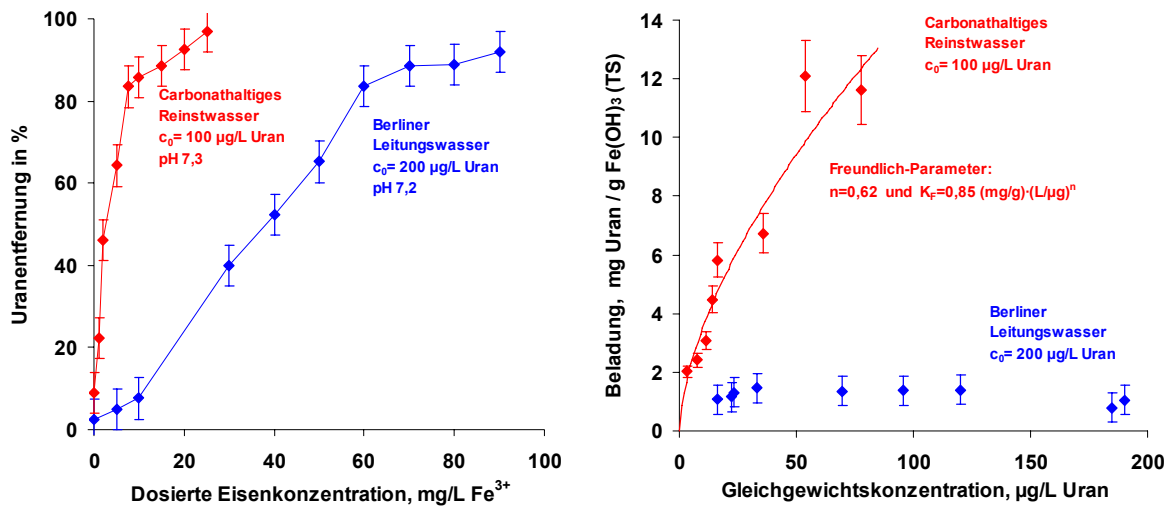 100
80
60
40
20
0
Uranentfernung in %
Carbonathaltiges
Reinstwasser
c₀= 100 µg/L Uran
pH 7,3
Berliner
Leitungswasser
c₀= 200 µg/L Uran
pH 7,2
0 20 40 60 80 100
Dosierte Eisenkonzentration, mg/L Fe³⁺
14
12
10
8
6
4
2
0
Beladung, mg Uran / g Fe(OH)₃ (TS)
Carbonathaltiges
Reinstwasser
c₀= 100 µg/L Uran
Freundlich-Parameter:
n=0,62 und K_F=0,85 (mg/g)·(L/µg)ⁿ
Berliner
Leitungswasser
c₀= 200 µg/L Uran
0 50 100 150 200
Gleichgewichtskonzentration, µg/L Uran